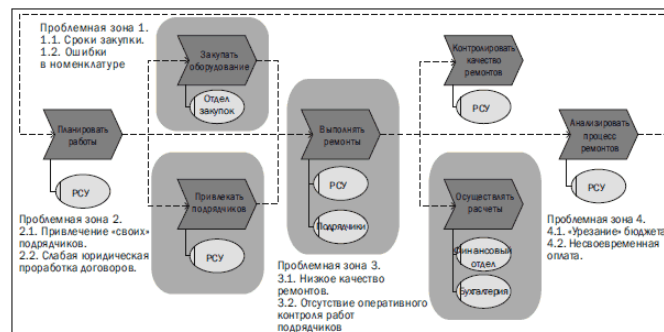 Проблемная зона 1.
1.1. Сроки закупки.
1.2. Ошибки
в номенклатуре
Закупать
оборудование
Отдел
закупок
Контролировать
качество
ремонтов
РСУ
Планировать
работы
РСУ
Выполнять
ремонты
РСУ
Подрядчики
Анализировать
процесс
ремонтов
РСУ
Привлекать
подрядчиков
РСУ
Осуществлять
расчеты
Финансовый
отдел
Бухгалтерия
Проблемная зона 2.
2.1. Привлечение «своих»
подрядчиков.
2.2. Слабая юридическая
проработка договоров.
Проблемная зона 3.
3.1. Низкое качество
ремонтов.
3.2. Отсутствие оперативного
контроля работ
подрядчиков
Проблемная зона 4.
4.1. «Урезание» бюджета
4.2. Несвоевременная
оплата.